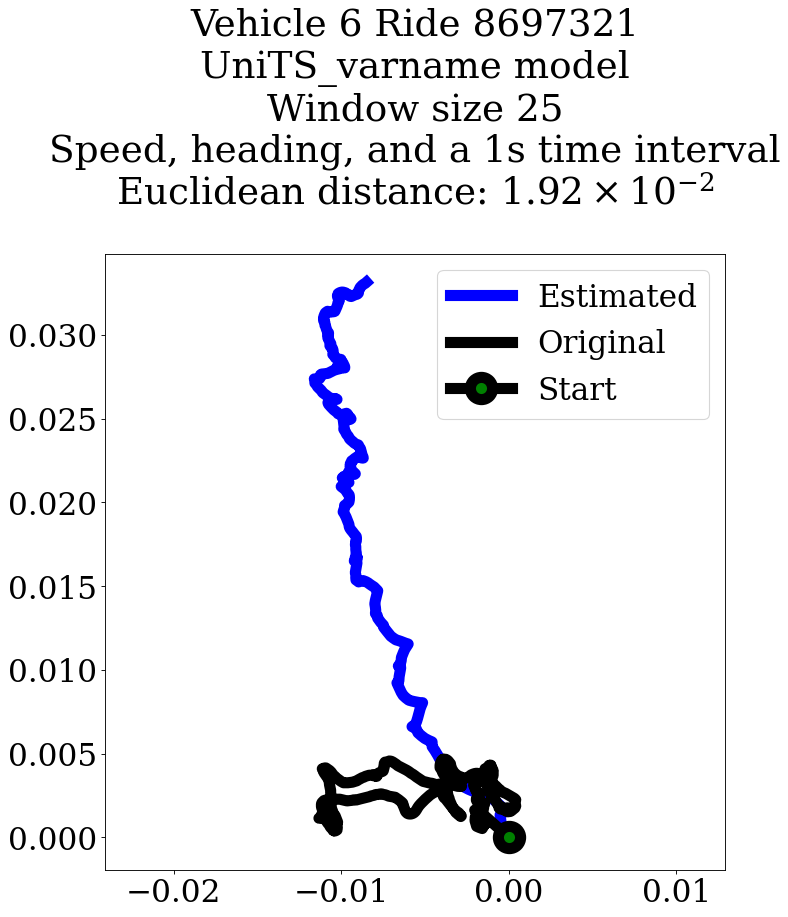 Vehicle 6 Ride 8697321
UniTS_varname model
Window size 25
Speed, heading, and a 1s time interval
Euclidean distance: 1.92 × 10⁻²
Estimated
Original
Start
0.030
0.025
0.020
0.015
0.010
0.005
0.000
−0.02 −0.01 0.00 0.01